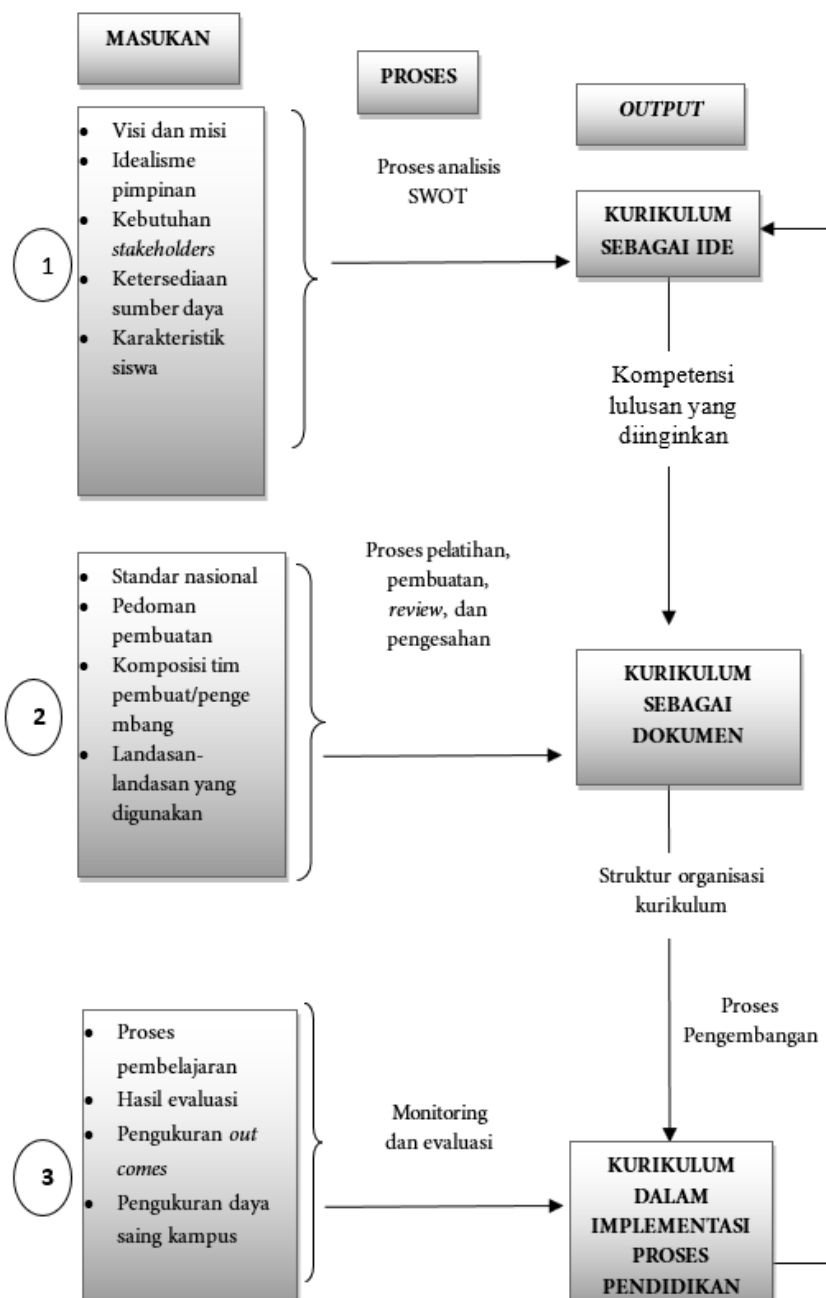 MASUKAN
PROSES
OUTPUT
1
• Visi dan misi
• Idealisme
pimpinan
• Kebutuhan
stakeholders
• Ketersediaan
sumber daya
• Karakteristik
siswa
Proses analisis
SWOT
KURIKULUM
SEBAGAI IDE
Kompetensi
lulusan yang
diinginkan
2
• Standar nasional
• Pedoman
pembuatan
• Komposisi tim
pembuat/penge
mbang
• Landasan-
landasan yang
digunakan
Proses pelatihan,
pembuatan,
review, dan
pengesahan
KURIKULUM
SEBAGAI
DOKUMEN
Struktur organisasi
kurikulum
Proses
Pengembangan
3
• Proses
pembelajaran
• Hasil evaluasi
• Pengukuran out
comes
• Pengukuran daya
saing kampus
Monitoring
dan evaluasi
KURIKULUM
DALAM
IMPLEMENTASI
PROSES
PENDIDIKAN